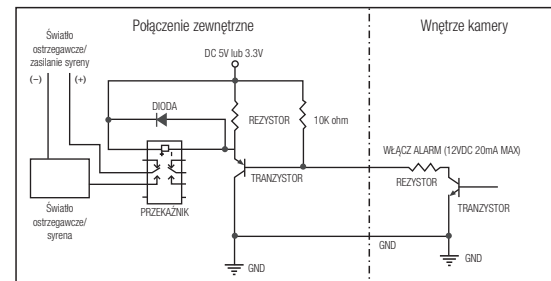 Połączenie zewnętrzne
Wnętrze kamery
Światło
ostrzegawcze/
zasilanie syreny
(−)
(+)
DC 5V lub 3.3V
DIODA
REZYSTOR
10K ohm
WŁĄCZ ALARM (12VDC 20mA MAX)
REZYSTOR
TRANZYSTOR
TRANZYSTOR
PRZEKAŹNIK
Światło
ostrzegawcze/
syrena
GND
GND
GND